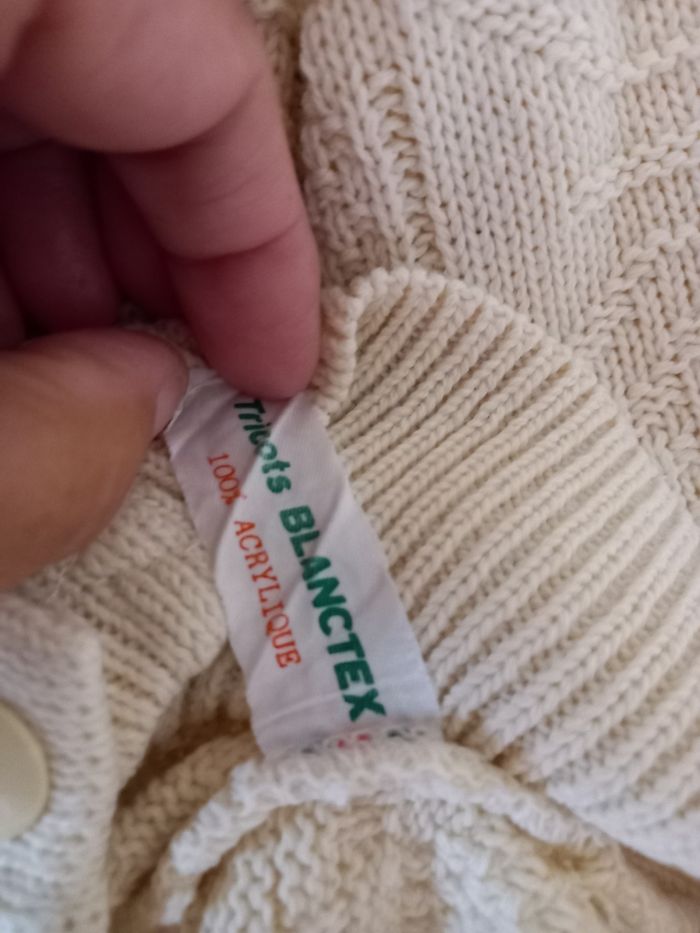 Tricots BLANCTEX
100% ACRYLIQUE